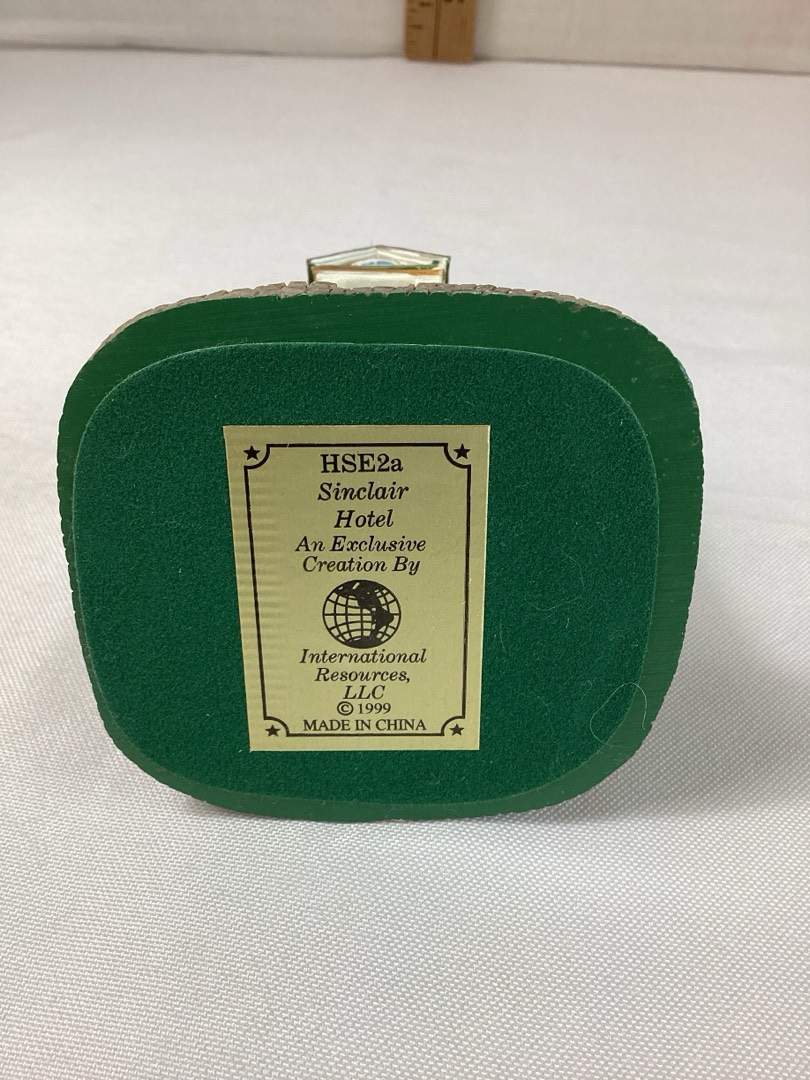 HSE2a
Sinclair
Hotel
An Exclusive
Creation By
International
Resources,
LLC
© 1999
MADE IN CHINA